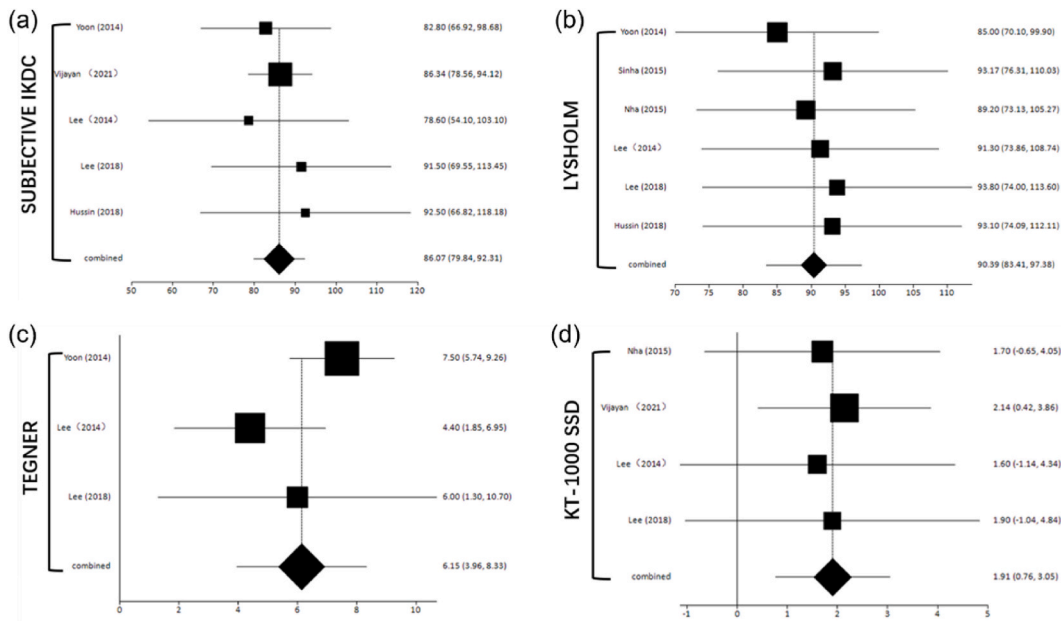 (a)
SUBJECTIVE IKDC
Yoon (2014) 82.80 (66.92, 98.68)
Vijayan （2021) 86.34 (78.56, 94.12)
Lee（2014) 78.60 (54.10, 103.10)
Lee (2018) 91.50 (69.55, 113.45)
Hussin (2018) 92.50 (66.82, 118.18)
combined 86.07 (79.84, 92.31)
50 60 70 80 90 100 110 120
(b)
LYSHOLM
Yoon (2014) 85.00 (70.10, 99.90)
Sinha (2015) 93.17 (76.31, 110.03)
Nha (2015) 89.20 (73.13, 105.27)
Lee（2014) 91.30 (73.86, 108.74)
Lee (2018) 93.80 (74.00, 113.60)
Hussin (2018) 93.10 (74.09, 112.11)
combined 90.39 (83.41, 97.38)
70 75 80 85 90 95 100 105 110
(c)
TEGNER
Yoon (2014) 7.50 (5.74, 9.26)
Lee（2014) 4.40 (1.85, 6.95)
Lee (2018) 6.00 (1.30, 10.70)
combined 6.15 (3.96, 8.33)
0 2 4 6 8 10
(d)
KT-1000 SSD
Nha (2015) 1.70 (-0.65, 4.05)
Vijayan （2021) 2.14 (0.42, 3.86)
Lee（2014) 1.60 (-1.14, 4.34)
Lee (2018) 1.90 (-1.04, 4.84)
combined 1.91 (0.76, 3.05)
0 1 2 3 4 5